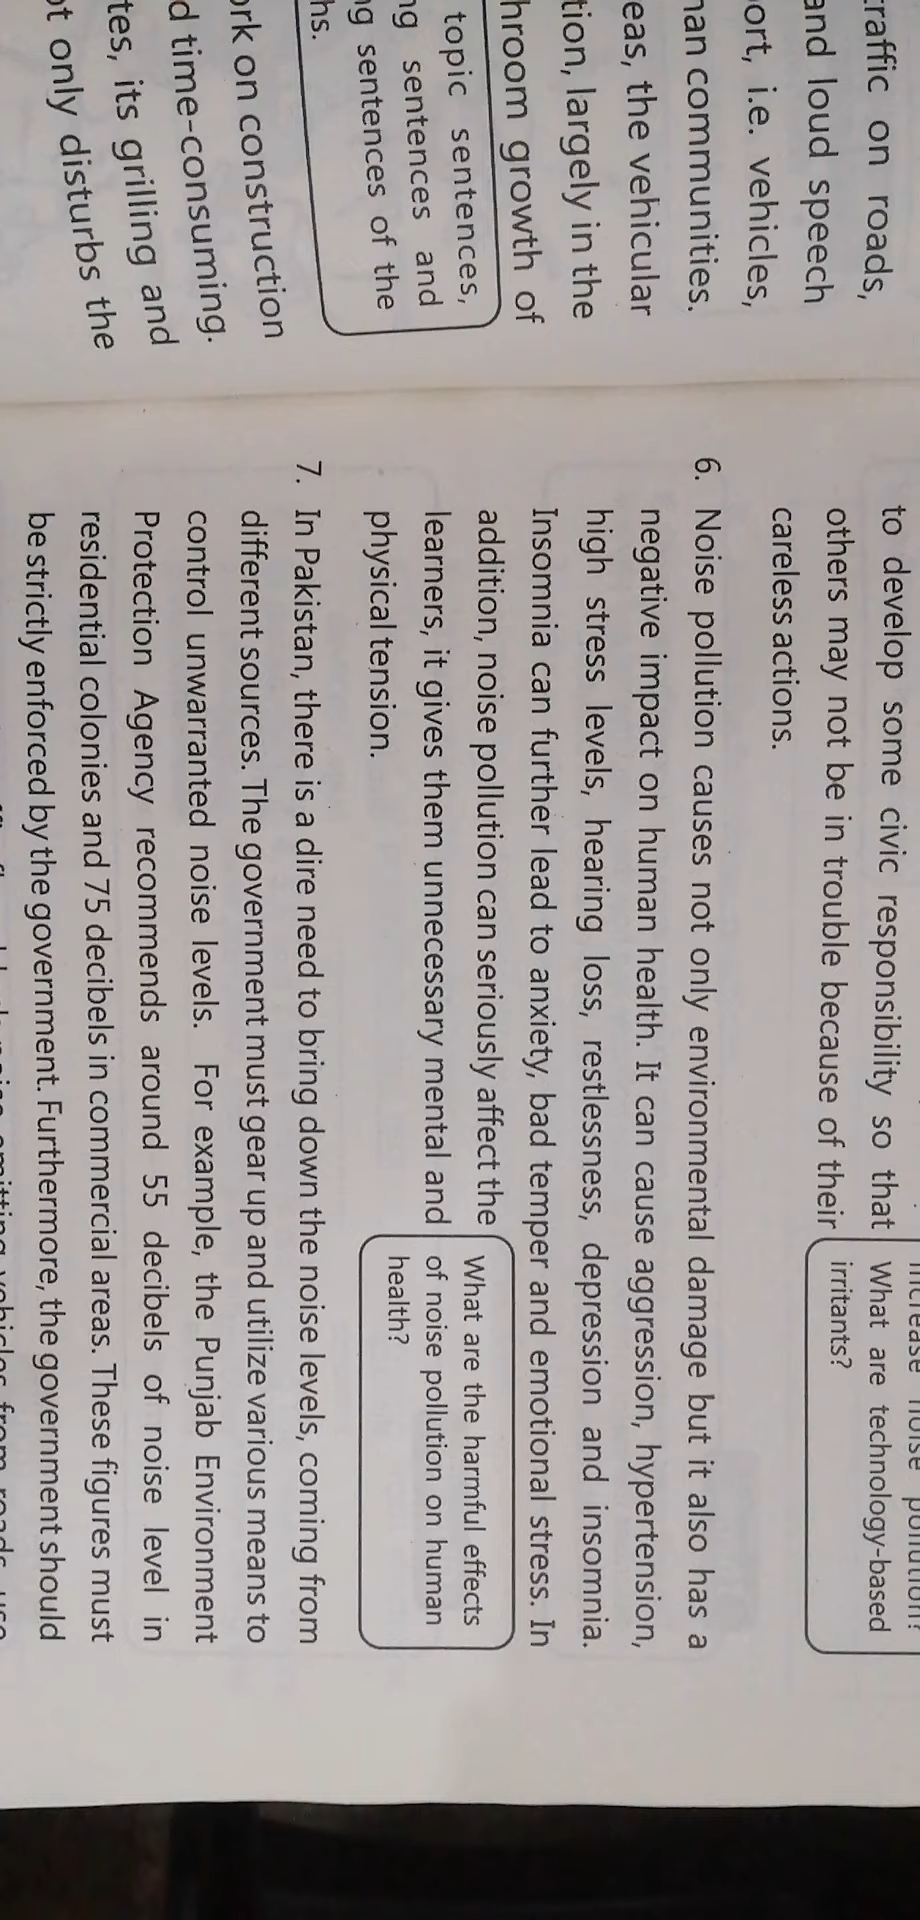 traffic on roads,
and loud speech
ort, i.e. vehicles,
an communities.
eas, the vehicular
tion, largely in the
hroom growth of
topic sentences,
ng sentences and
ng sentences of the
hs.
ork on construction
d time-consuming.
tes, its grilling and
ot only disturbs the
to develop some civic responsibility so that
others may not be in trouble because of their
careless actions.
increase noise pollution?
What are technology-based
irritants?
6. Noise pollution causes not only environmental damage but it also has a
negative impact on human health. It can cause aggression, hypertension,
high stress levels, hearing loss, restlessness, depression and insomnia.
Insomnia can further lead to anxiety, bad temper and emotional stress. In
addition, noise pollution can seriously affect the
learners, it gives them unnecessary mental and
physical tension.
What are the harmful effects
of noise pollution on human
health?
7. In Pakistan, there is a dire need to bring down the noise levels, coming from
different sources. The government must gear up and utilize various means to
control unwarranted noise levels. For example, the Punjab Environment
Protection Agency recommends around 55 decibels of noise level in
residential colonies and 75 decibels in commercial areas. These figures must
be strictly enforced by the government. Furthermore, the government should